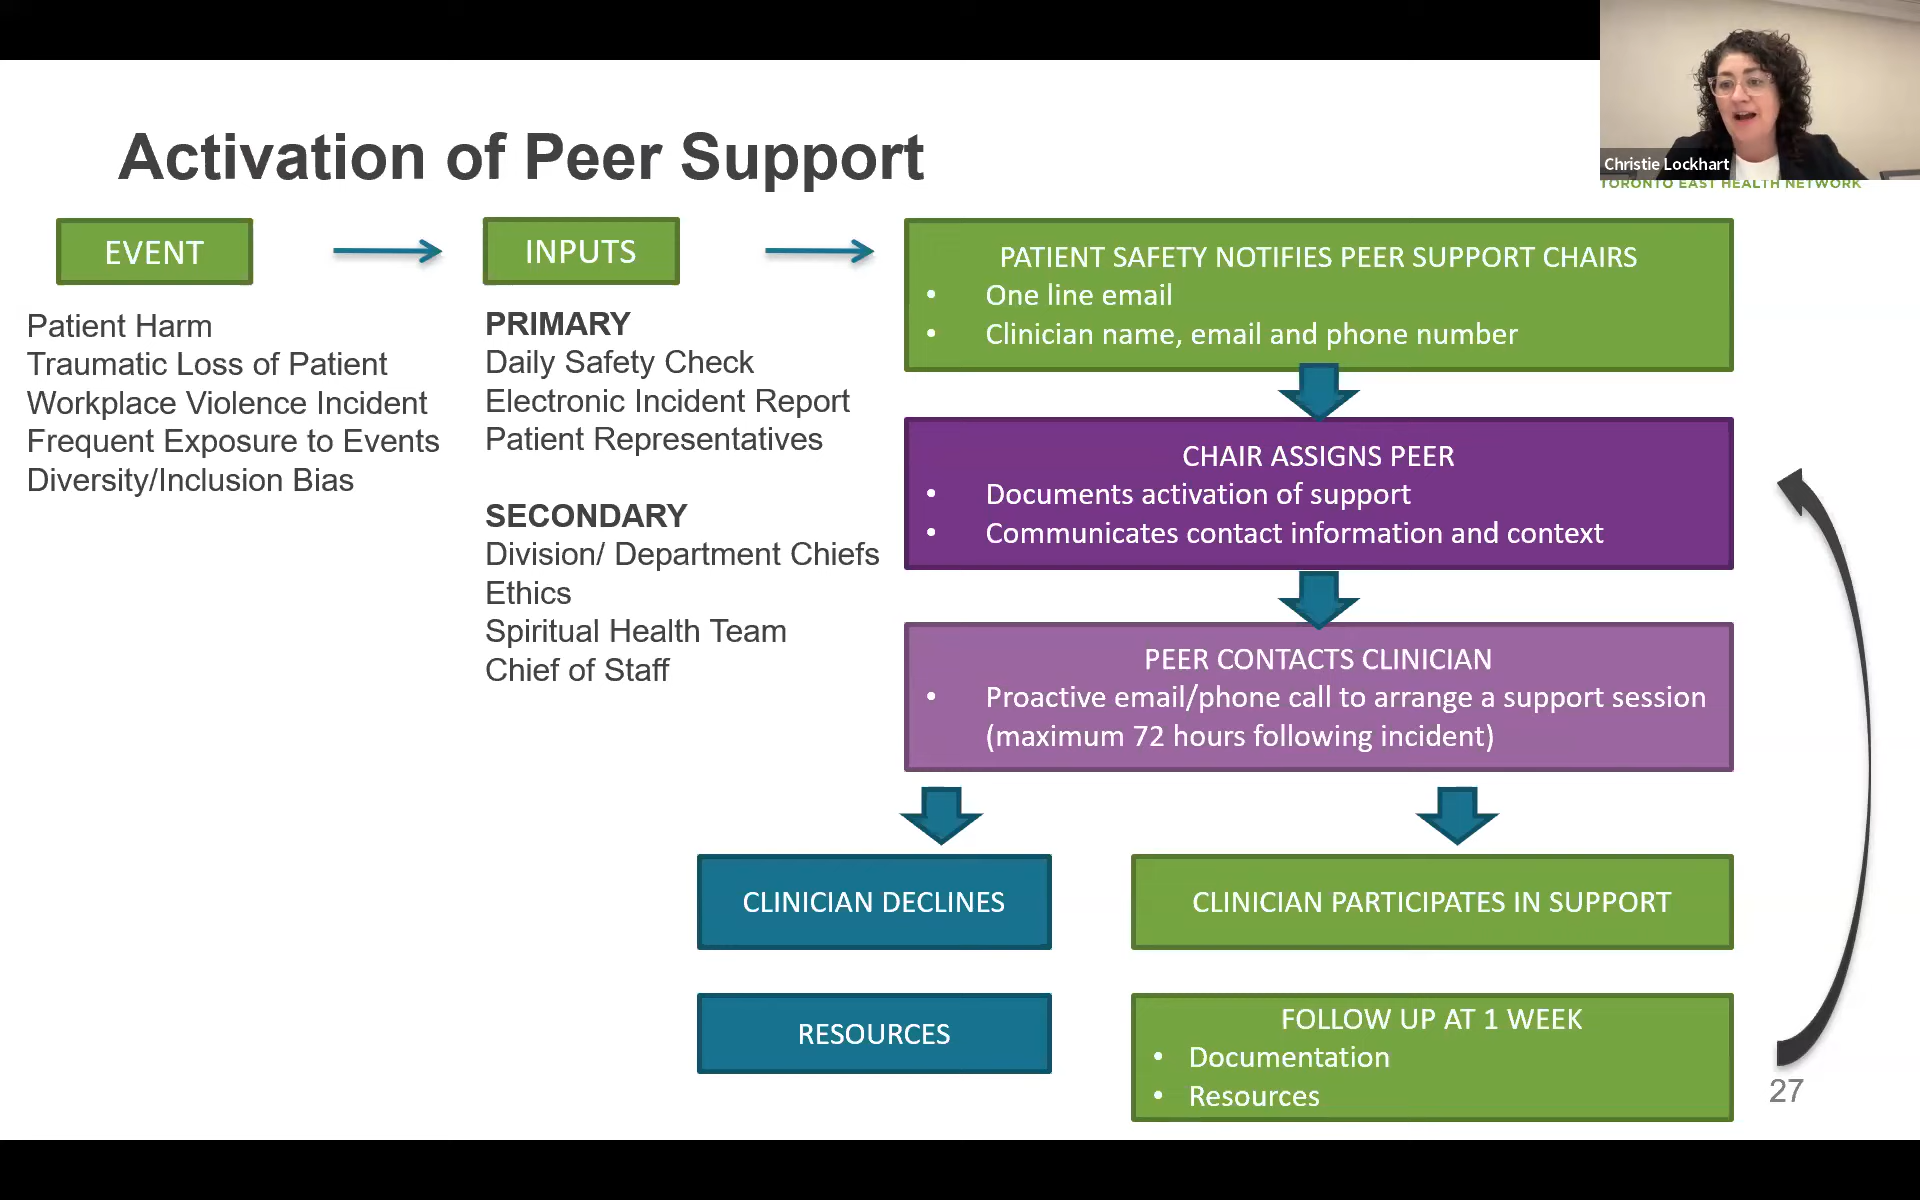 Activation of Peer Support
Christie Lockhart
TORONTO EAST HEALTH NETWORK
EVENT
Patient Harm
Traumatic Loss of Patient
Workplace Violence Incident
Frequent Exposure to Events
Diversity/Inclusion Bias
INPUTS
PRIMARY
Daily Safety Check
Electronic Incident Report
Patient Representatives
SECONDARY
Division/ Department Chiefs
Ethics
Spiritual Health Team
Chief of Staff
PATIENT SAFETY NOTIFIES PEER SUPPORT CHAIRS
• One line email
• Clinician name, email and phone number
CHAIR ASSIGNS PEER
• Documents activation of support
• Communicates contact information and context
PEER CONTACTS CLINICIAN
• Proactive email/phone call to arrange a support session
(maximum 72 hours following incident)
CLINICIAN DECLINES
RESOURCES
CLINICIAN PARTICIPATES IN SUPPORT
FOLLOW UP AT 1 WEEK
• Documentation
• Resources
27